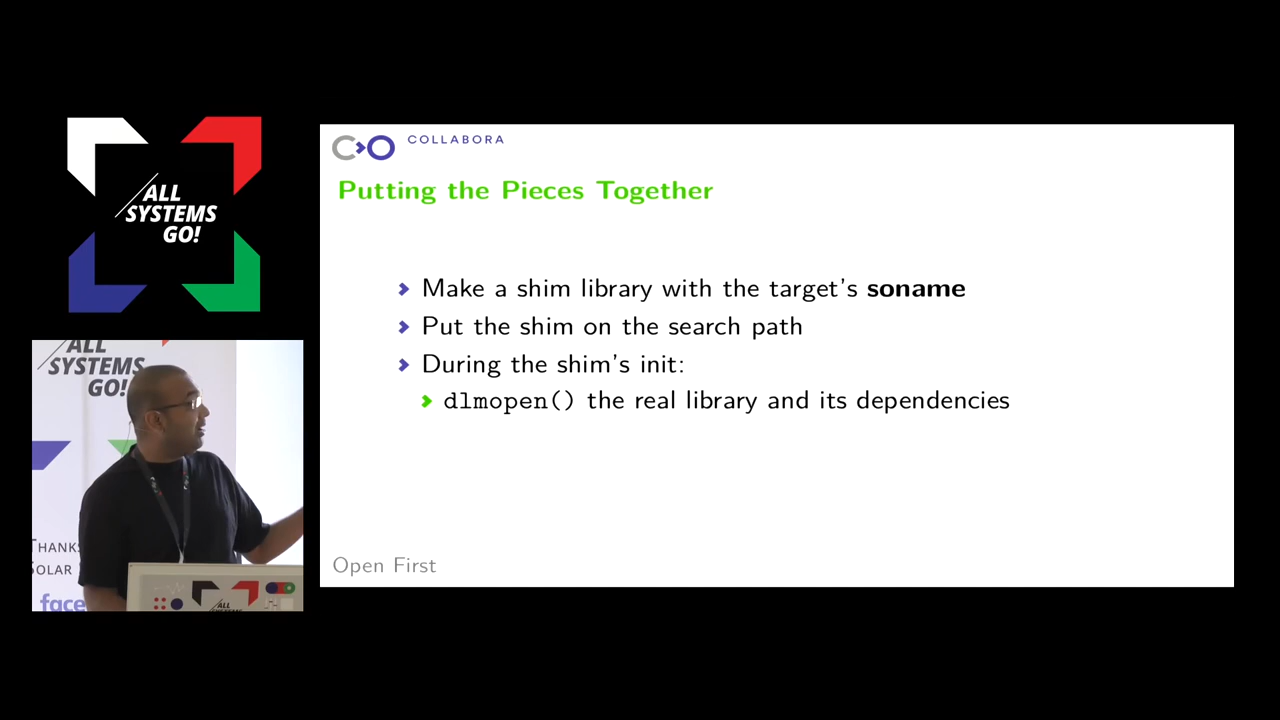 ALL
SYSTEMS
GO!
COLLABORA
Putting the Pieces Together
Make a shim library with the target's soname
Put the shim on the search path
During the shim's init:
dlmopen() the real library and its dependencies
Open First
ALL
SYSTEMS
GO!
THANKS
SOLAR
face
ALL